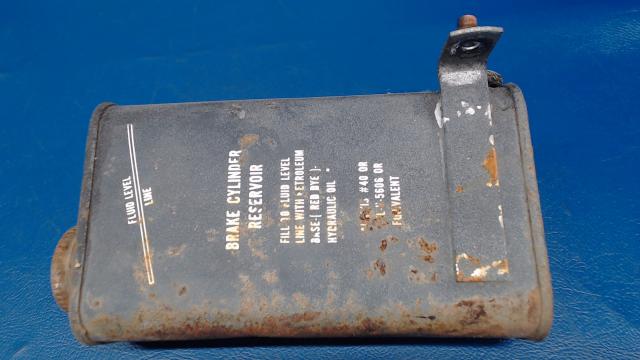 FLUID LEVEL
LINE
BRAKE CYLINDER
RESERVOIR
FILL TO FLUID LEVEL
LINE WITH PETROLEUM
BASE-[ RED DYE ]-
HYDRAULIC OIL
#40 OR
-5606 OR